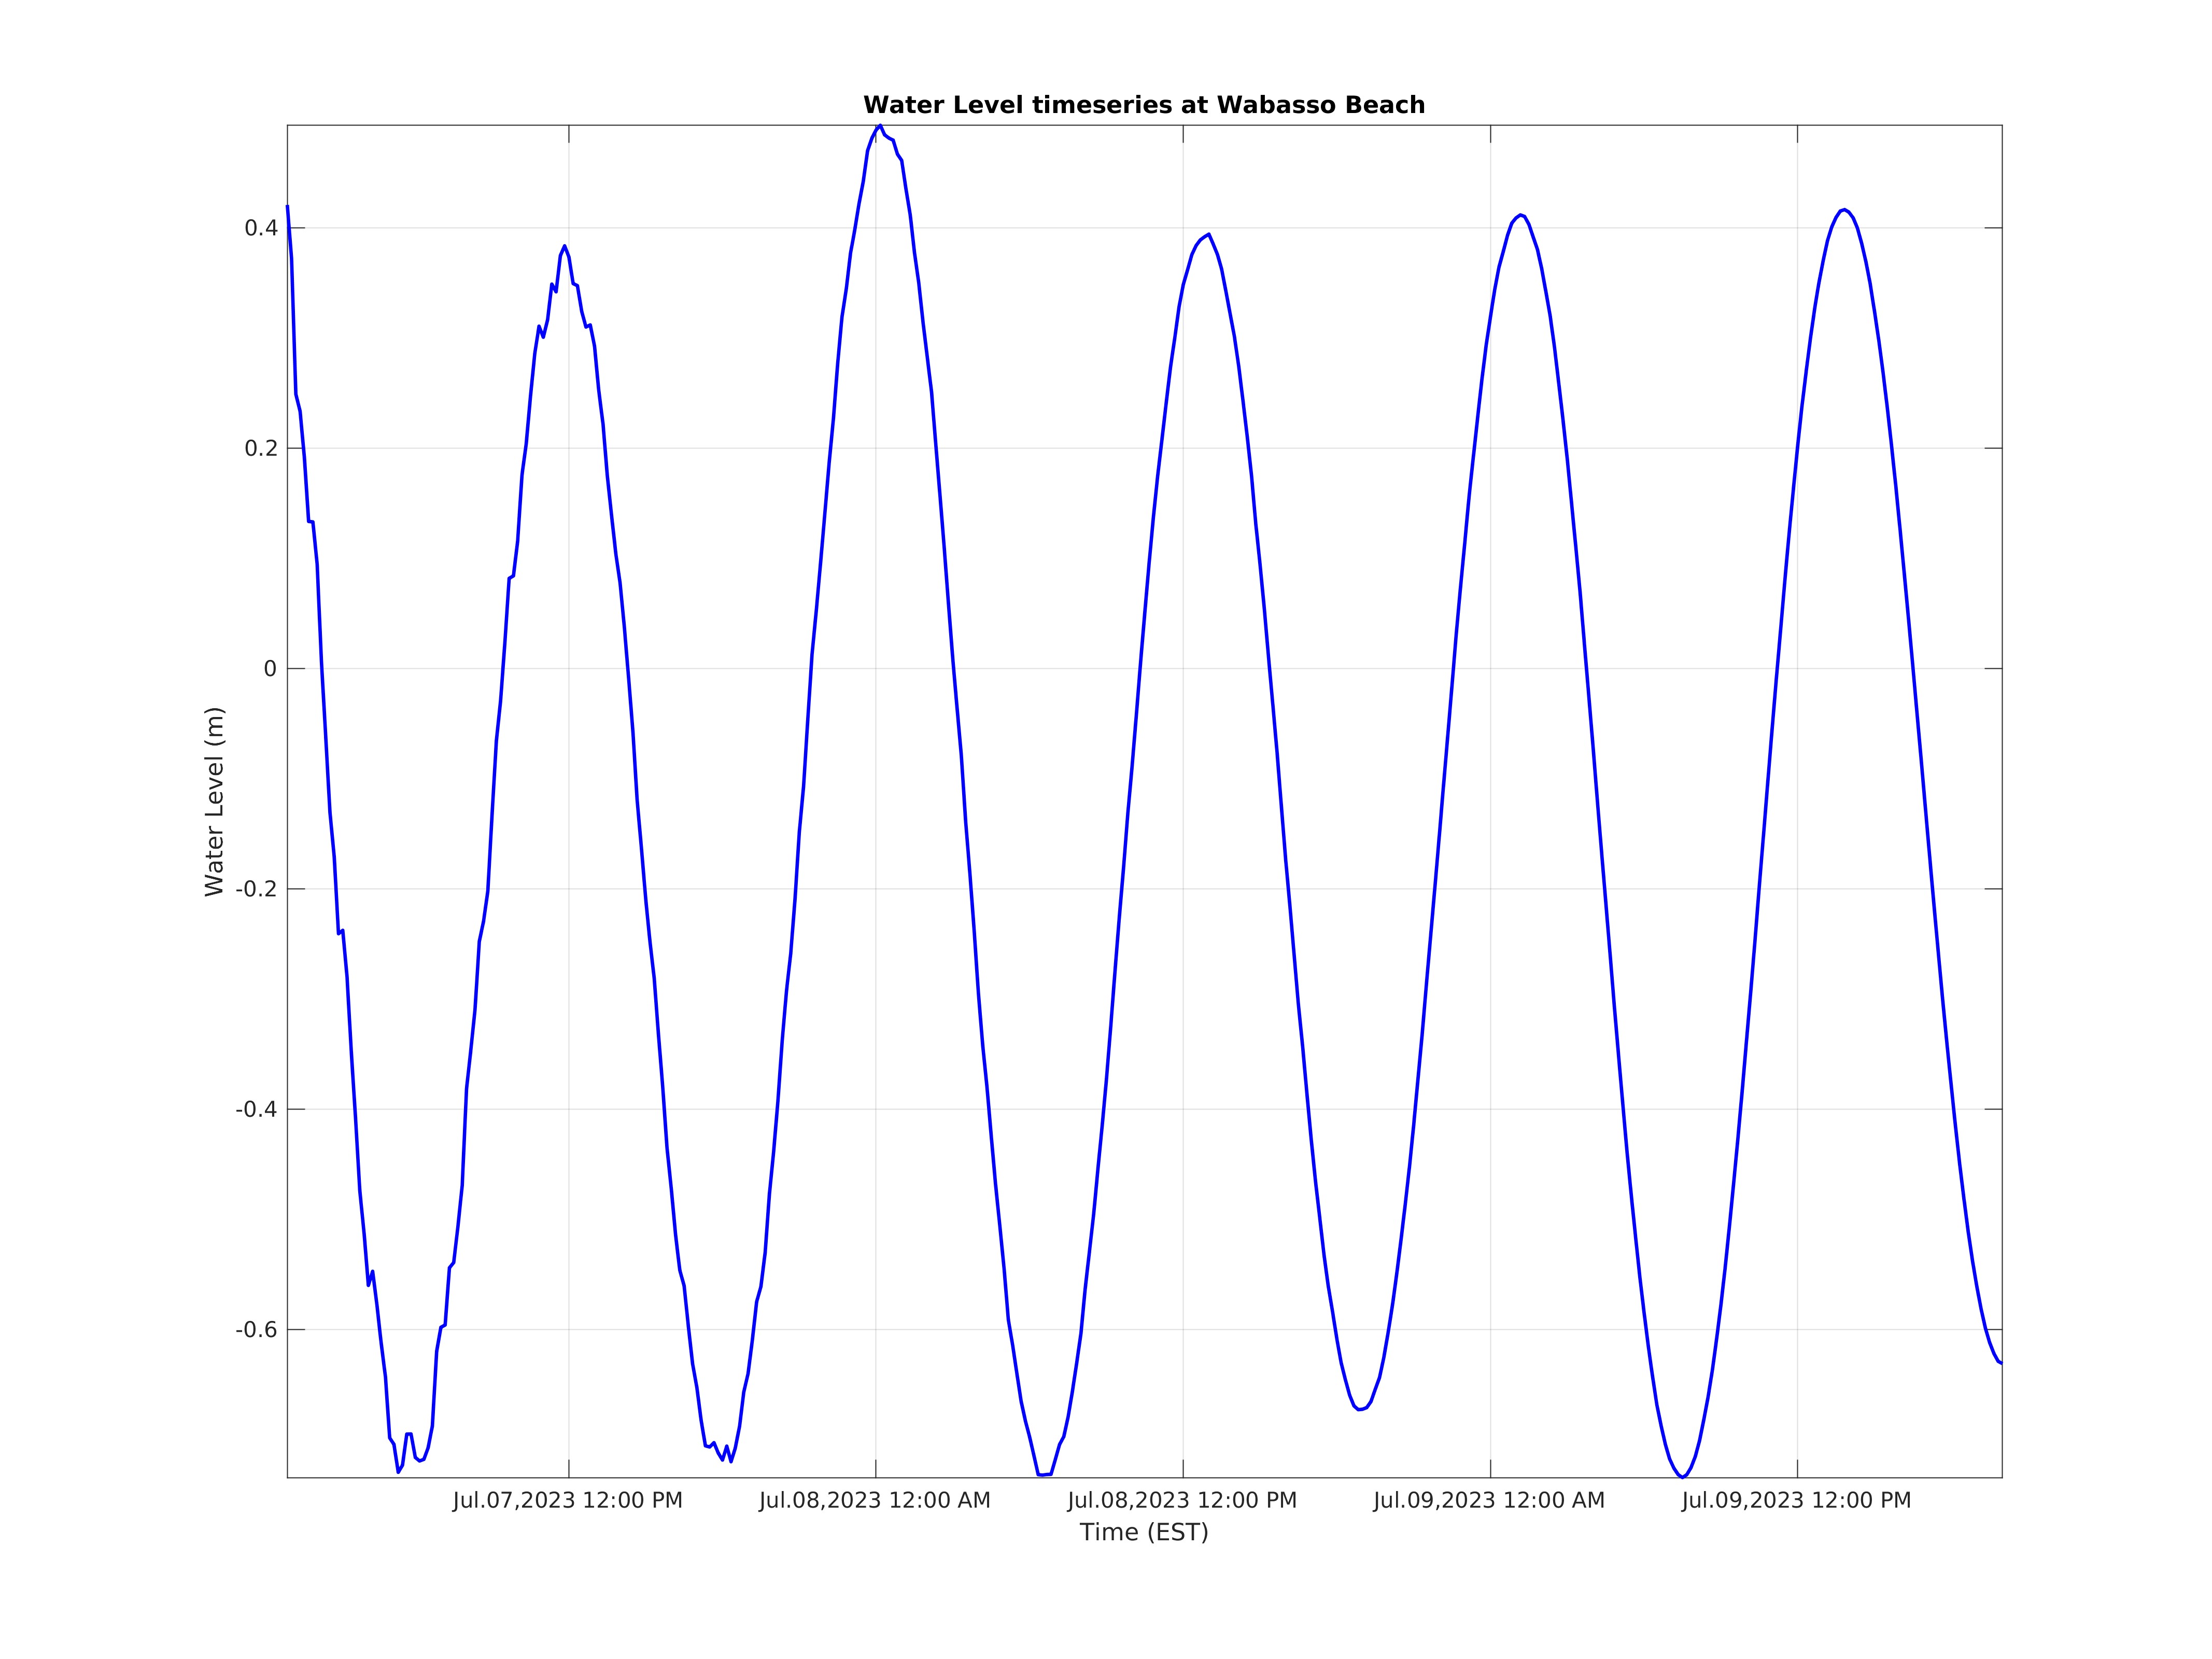 Water Level timeseries at Wabasso Beach
Water Level (m)
0.4
0.2
0
-0.2
-0.4
-0.6
Jul.07,2023 12:00 PM
Jul.08,2023 12:00 AM
Jul.08,2023 12:00 PM
Jul.09,2023 12:00 AM
Jul.09,2023 12:00 PM
Time (EST)